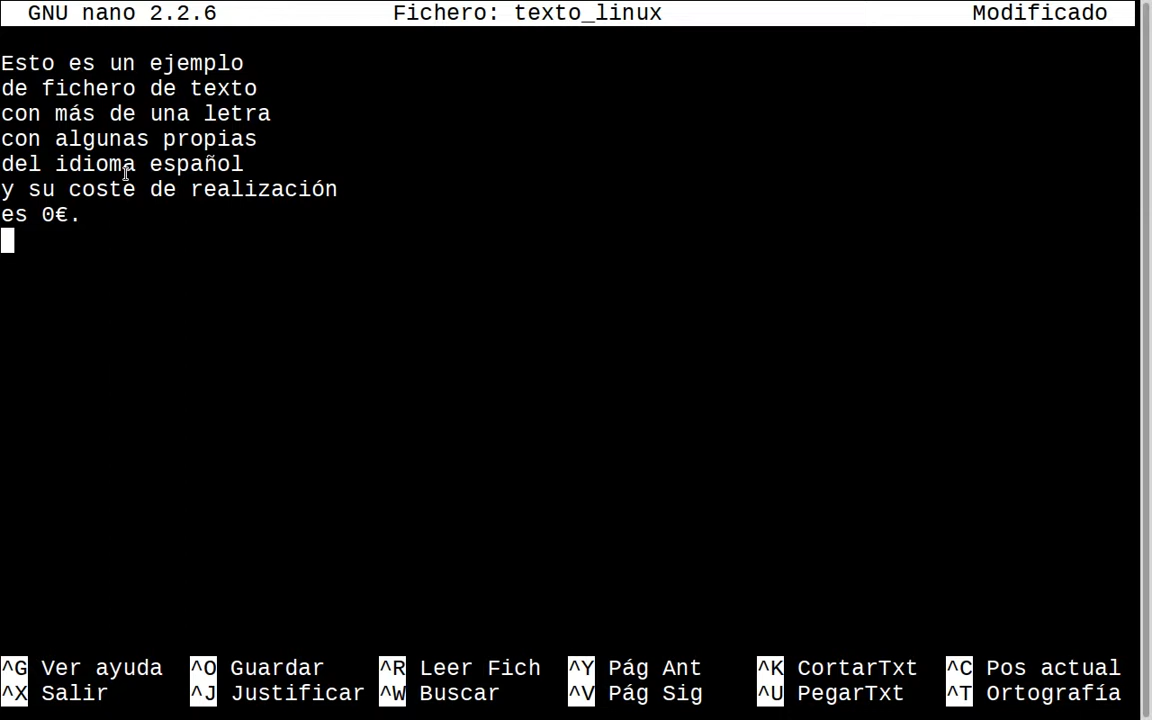 GNU nano 2.2.6 Fichero: texto_linux Modificado
Esto es un ejemplo
de fichero de texto
con más de una letra
con algunas propias
del idioma español
y su coste de realización
es 0€.
^G Ver ayuda ^O Guardar ^R Leer Fich ^Y Pág Ant ^K CortarTxt ^C Pos actual
^X Salir ^J Justificar ^W Buscar ^V Pág Sig ^U PegarTxt ^T Ortografía